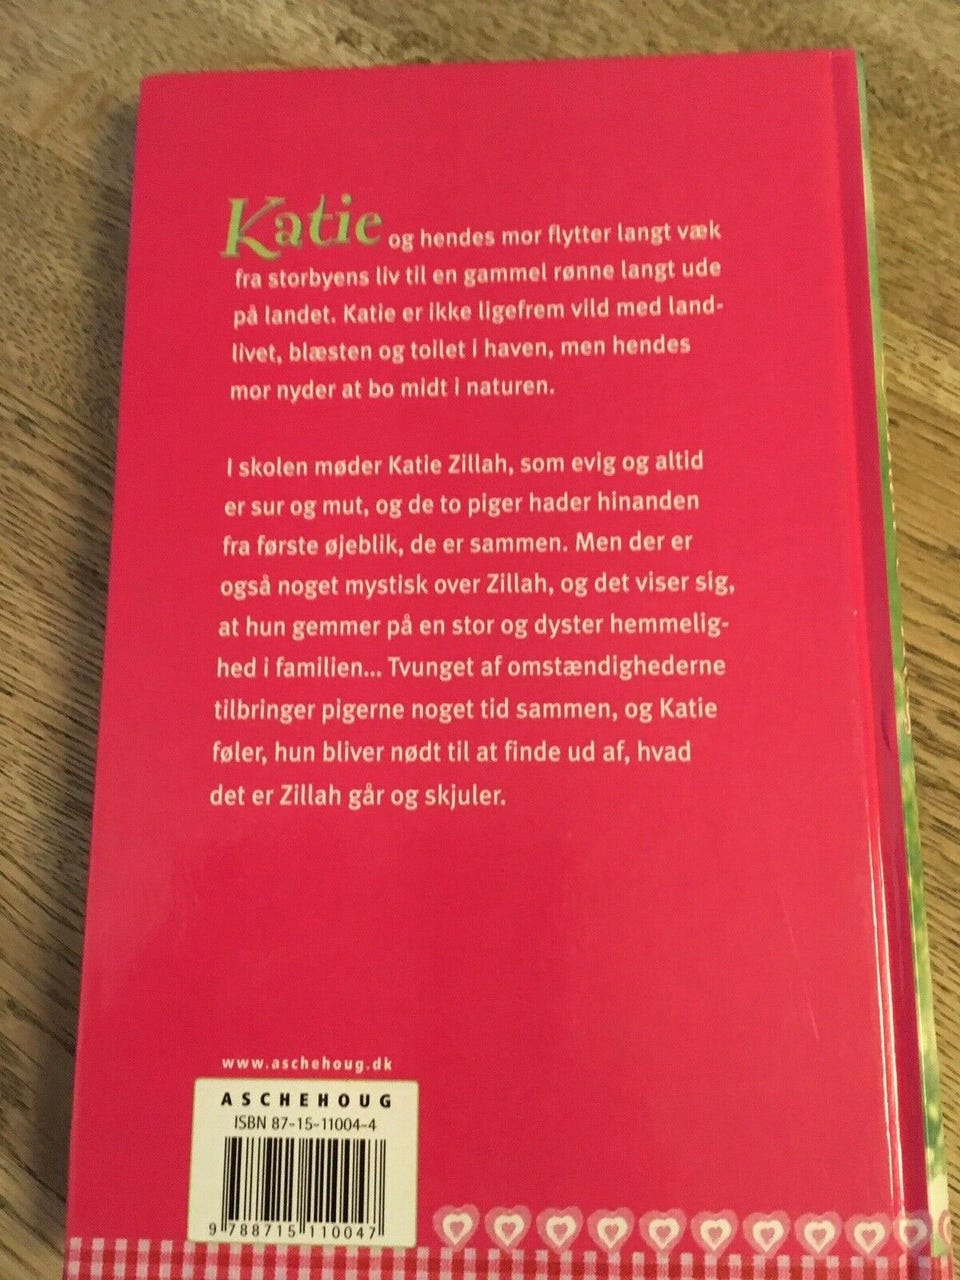 Katie og hendes mor flytter langt væk
fra storbyens liv til en gammel rønne langt ude
på landet. Katie er ikke ligefrem vild med land-
livet, blæsten og toilet i haven, men hendes
mor nyder at bo midt i naturen.
I skolen møder Katie Zillah, som evig og altid
er sur og mut, og de to piger hader hinanden
fra første øjeblik, de er sammen. Men der er
også noget mystisk over Zillah, og det viser sig,
at hun gemmer på en stor og dyster hemmelig-
hed i familien... Tvunget af omstændighederne
tilbringer pigerne noget tid sammen, og Katie
føler, hun bliver nødt til at finde ud af, hvad
det er Zillah går og skjuler.
www.aschehoug.dk
ASCHEHOUG
ISBN 87-15-11004-4
9 788715 110047